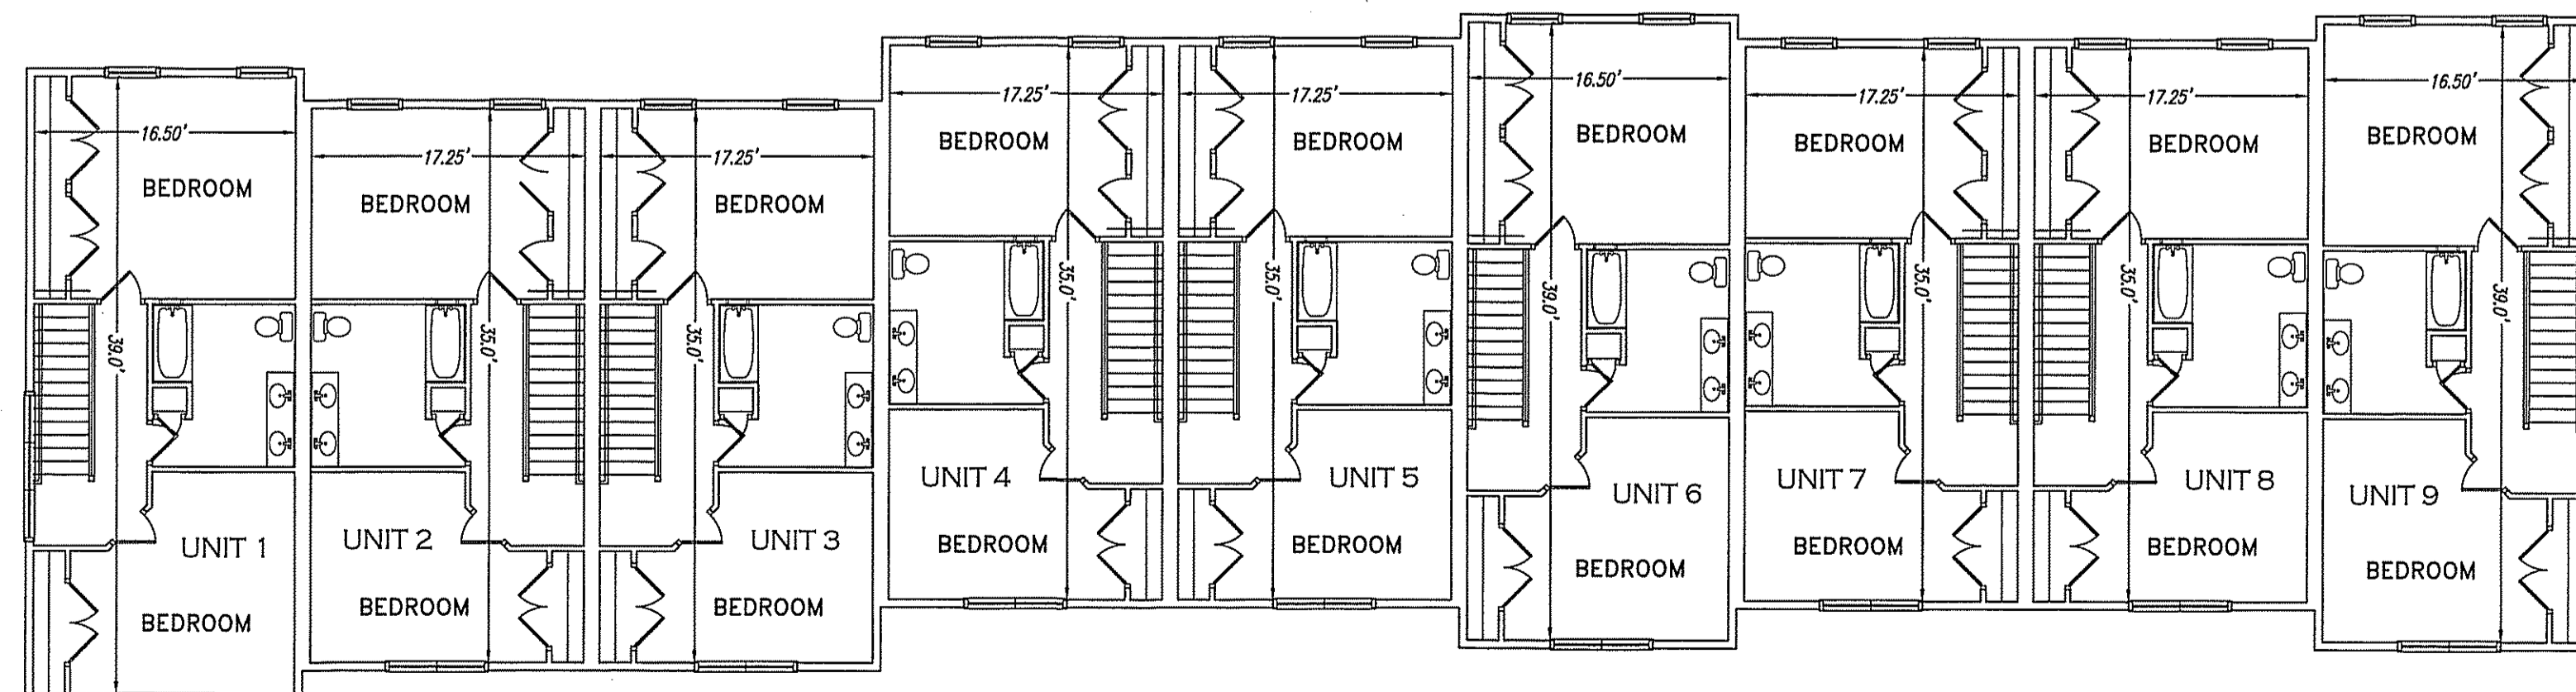 16.50'
BEDROOM
39.0'
UNIT 1
BEDROOM
17.25'
BEDROOM
35.0'
UNIT 2
BEDROOM
17.25'
BEDROOM
35.0'
UNIT 3
BEDROOM
17.25'
BEDROOM
35.0'
UNIT 4
BEDROOM
17.25'
BEDROOM
35.0'
UNIT 5
BEDROOM
16.50'
BEDROOM
39.0'
UNIT 6
BEDROOM
17.25'
BEDROOM
35.0'
UNIT 7
BEDROOM
17.25'
BEDROOM
35.0'
UNIT 8
BEDROOM
16.50'
BEDROOM
39.0'
UNIT 9
BEDROOM